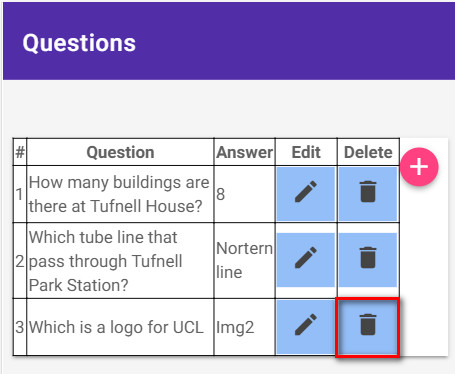 Questions
# Question Answer Edit Delete
1 How many buildings are there at Tufnell House? 8
2 Which tube line that pass through Tufnell Park Station? Nortern line
3 Which is a logo for UCL Img2